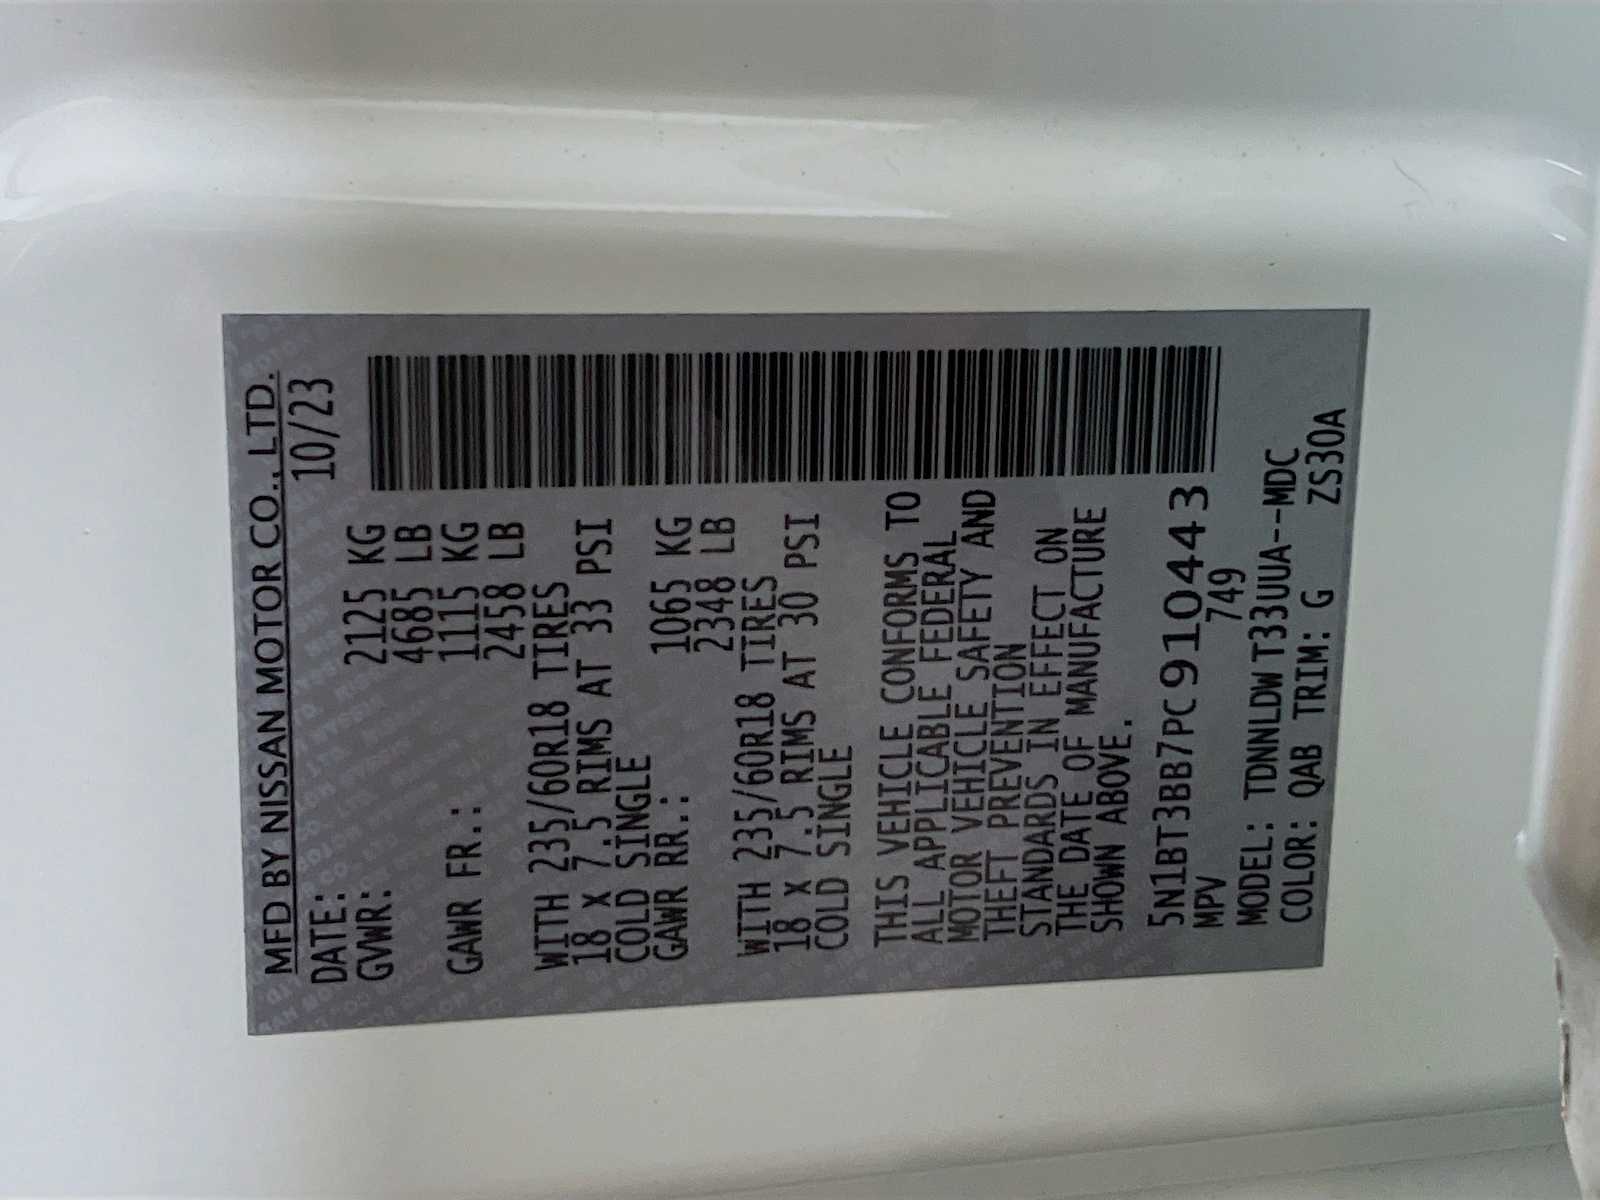 MFD BY NISSAN MOTOR CO., LTD.
DATE: 10/23
GVWR: 2125 KG
4685 LB
GAWR FR.: 1115 KG
2458 LB
WITH 235/60R18 TIRES
18 X 7.5 RIMS AT 33 PSI
COLD SINGLE
GAWR RR.: 1065 KG
2348 LB
WITH 235/60R18 TIRES
18 X 7.5 RIMS AT 30 PSI
COLD SINGLE
THIS VEHICLE CONFORMS TO
ALL APPLICABLE FEDERAL
MOTOR VEHICLE SAFETY AND
THEFT PREVENTION
STANDARDS IN EFFECT ON
THE DATE OF MANUFACTURE
SHOWN ABOVE.
5N1BT3BB7PC910443
MPV 749
MODEL: TDNNLDWT33UUA--MDC
COLOR: QAB TRIM: G ZS30A